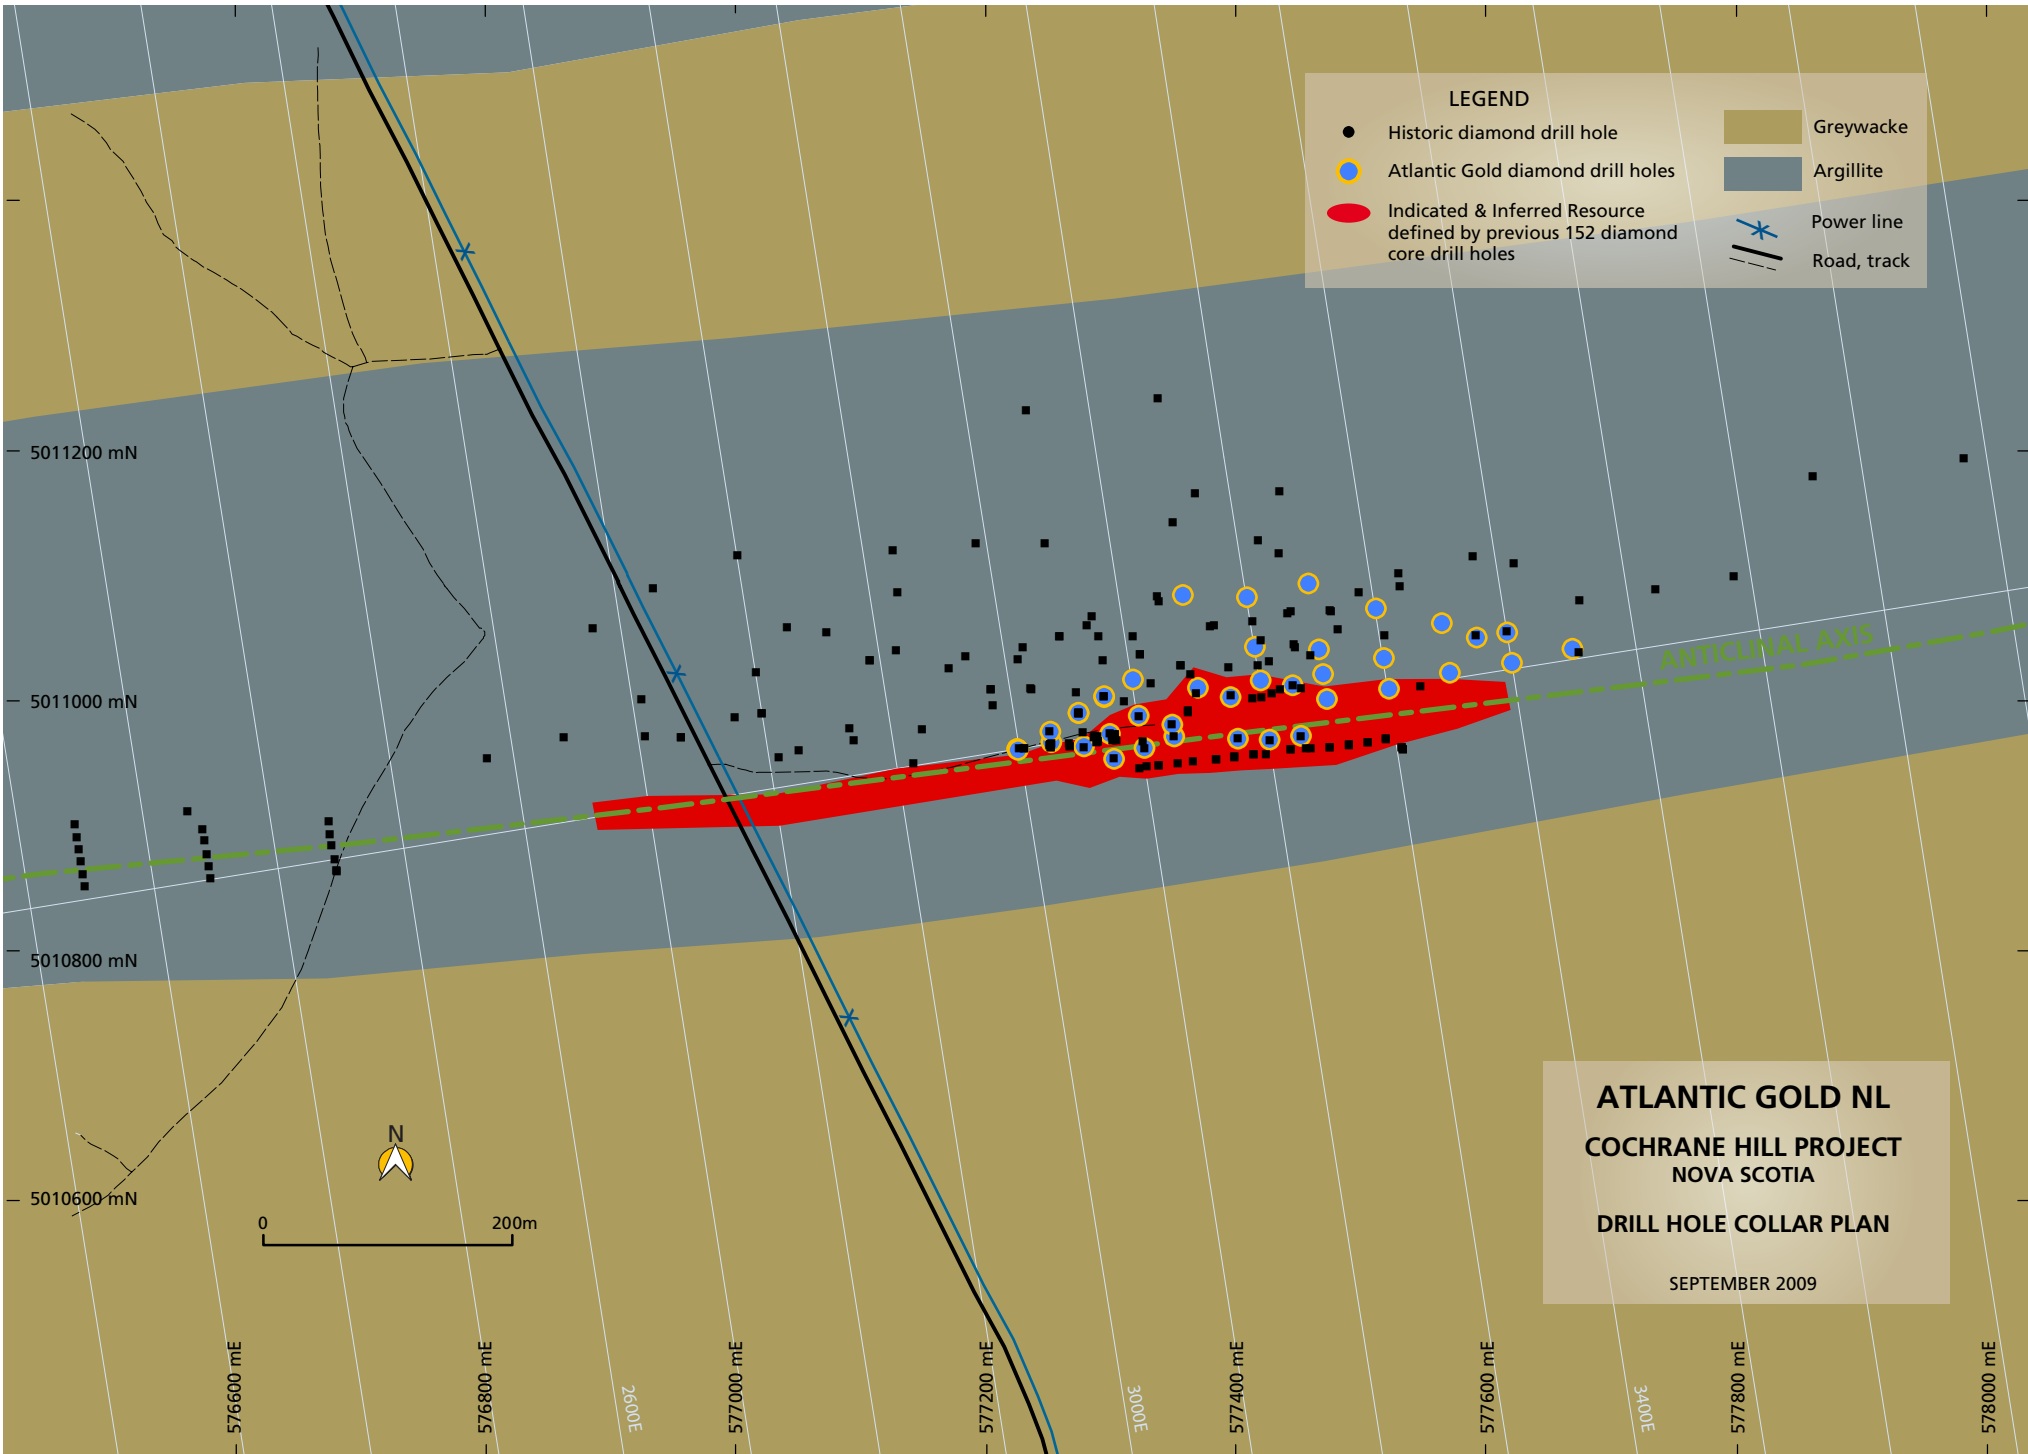 LEGEND
Historic diamond drill hole
Atlantic Gold diamond drill holes
Indicated & Inferred Resource
defined by previous 152 diamond
core drill holes
Greywacke
Argillite
Power line
Road, track
5011200 mN
5011000 mN
5010800 mN
5010600 mN
ANTICLINAL AXIS
N
0 200m
ATLANTIC GOLD NL
COCHRANE HILL PROJECT
NOVA SCOTIA
DRILL HOLE COLLAR PLAN
SEPTEMBER 2009
576600 mE
576800 mE
2600E
577000 mE
577200 mE
3000E
577400 mE
577600 mE
3400E
577800 mE
578000 mE